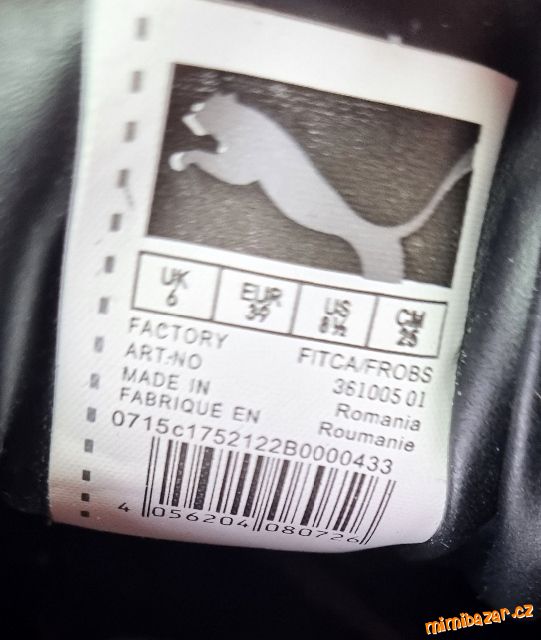 UK EUR US CM
6 39 8½ 25
FACTORY FITCA/FROBS
ART.NO 361005 01
MADE IN Romania
FABRIQUE EN Roumanie
0715c1752122B0000433
4 056204 080726
mimibazar.cz